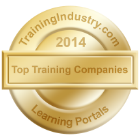 TrainingIndustry.com
2014
Top Training Companies
Learning Portals